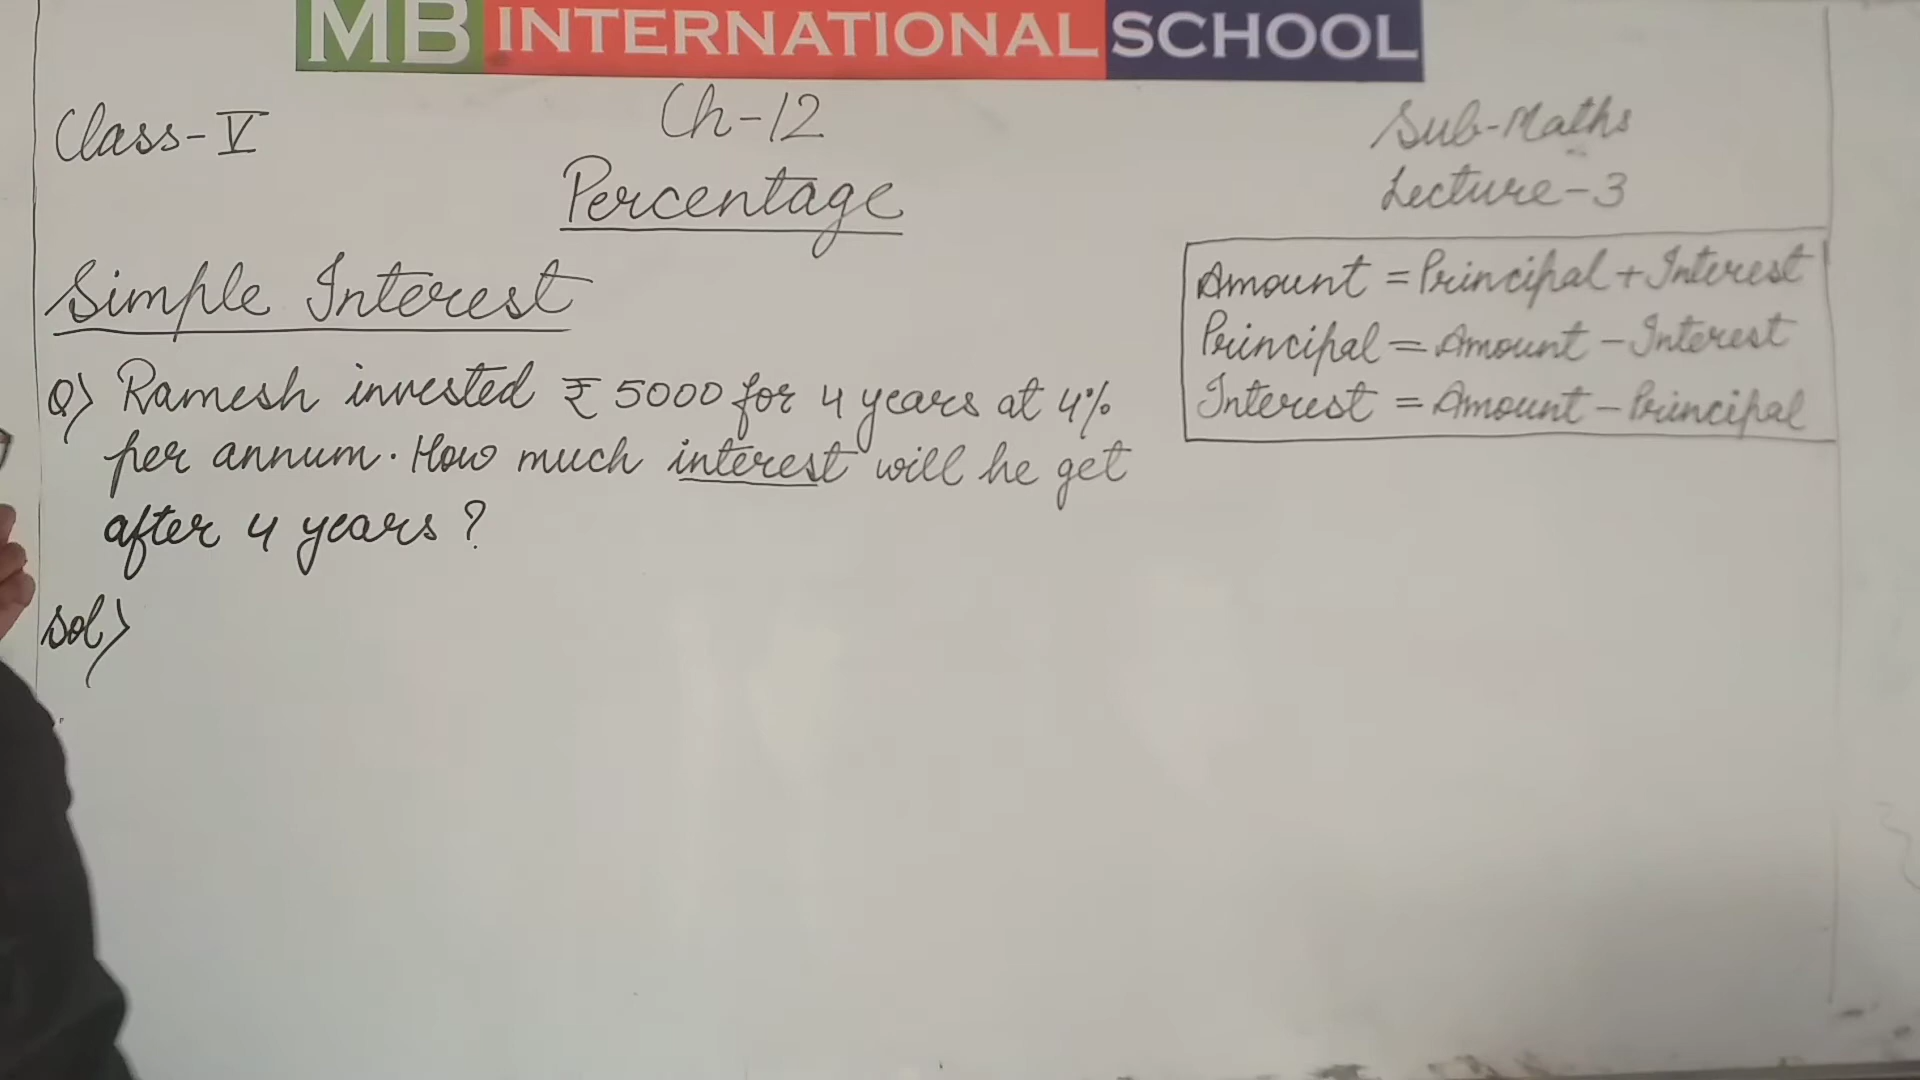 MB INTERNATIONAL SCHOOL
Class-V
Ch-12
Percentage
Sub-Maths
Lecture-3
Amount = Principal + Interest
Principal = Amount - Interest
Interest = Amount - Principal
Simple Interest
Q) Ramesh invested ₹ 5000 for 4 years at 4%
per annum. How much interest will he get
after 4 years?
Sol)